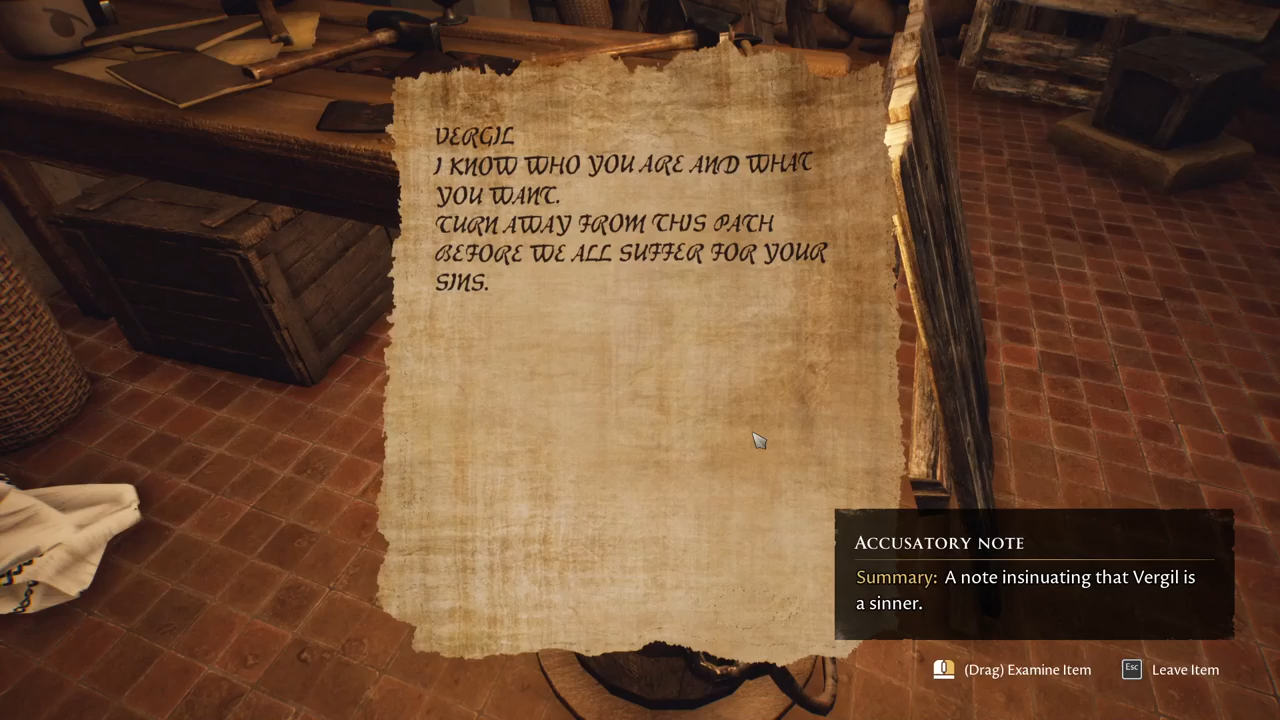 VERGIL
I KNOW WHO YOU ARE AND WHAT
YOU WANT.
TURN AWAY FROM THIS PATH
BEFORE WE ALL SUFFER FOR YOUR
SINS.
ACCUSATORY NOTE
Summary: A note insinuating that Vergil is
a sinner.
(Drag) Examine Item
Esc Leave Item